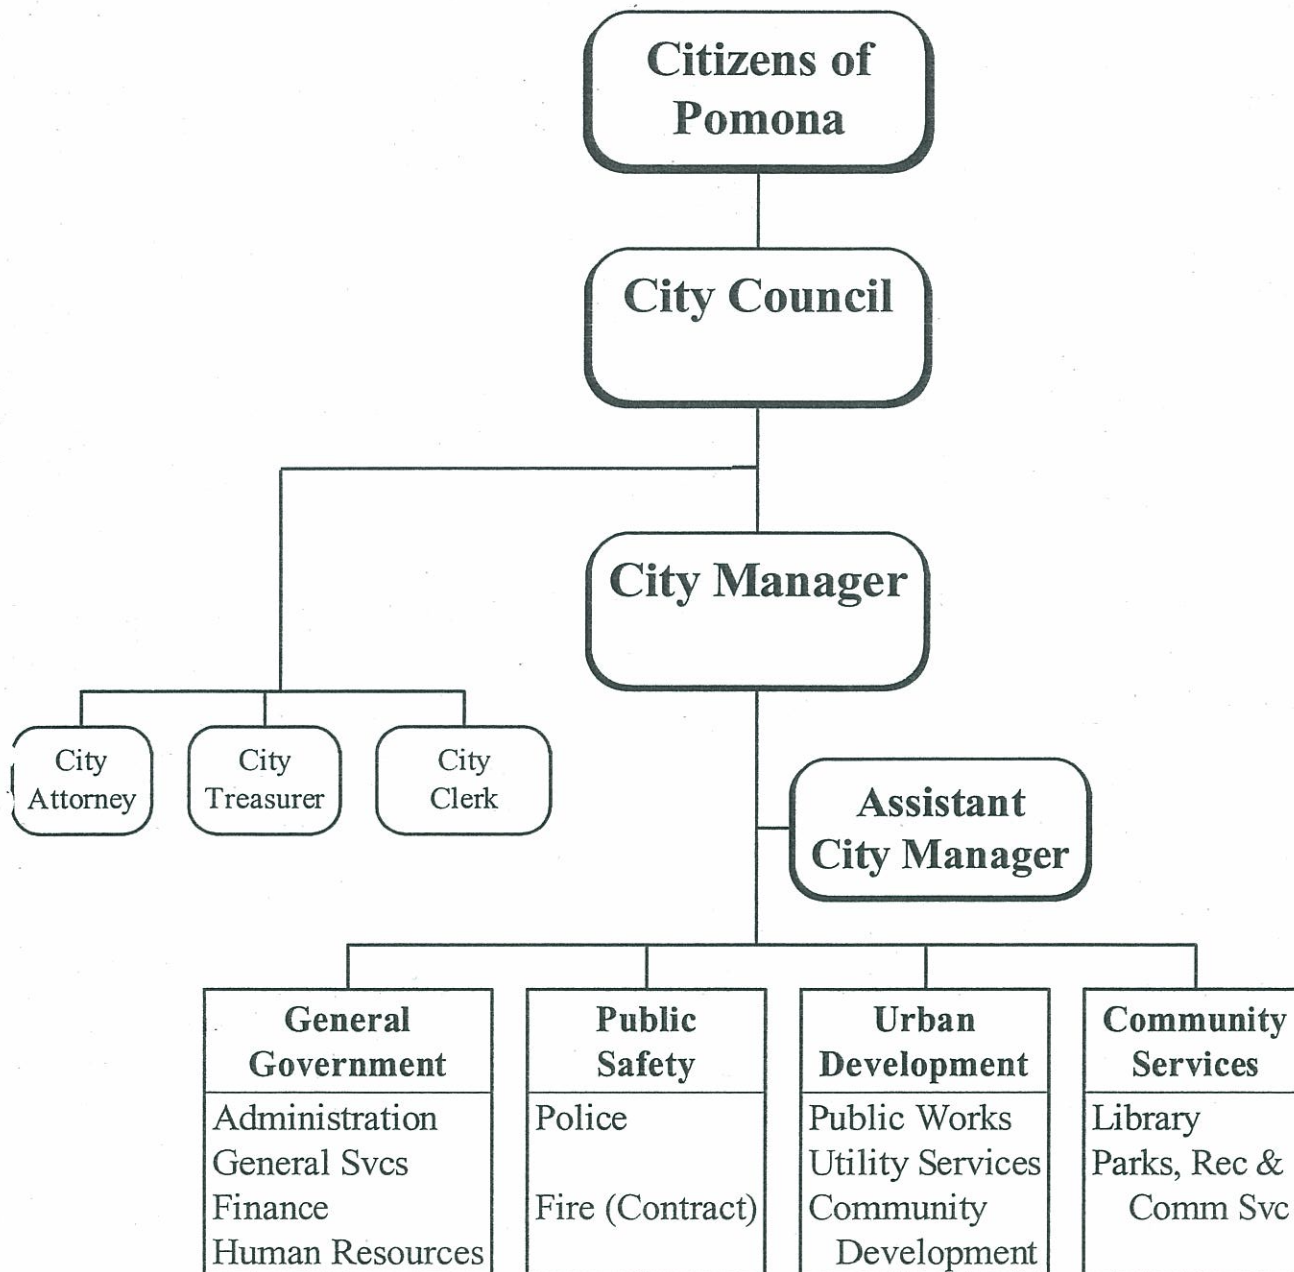 Citizens of
Pomona
City Council
City Manager
City
Attorney
City
Treasurer
City
Clerk
Assistant
City Manager
General
Government
Administration
General Svcs
Finance
Human Resources
Public
Safety
Police
Fire (Contract)
Urban
Development
Public Works
Utility Services
Community
Development
Community
Services
Library
Parks, Rec &
Comm Svc